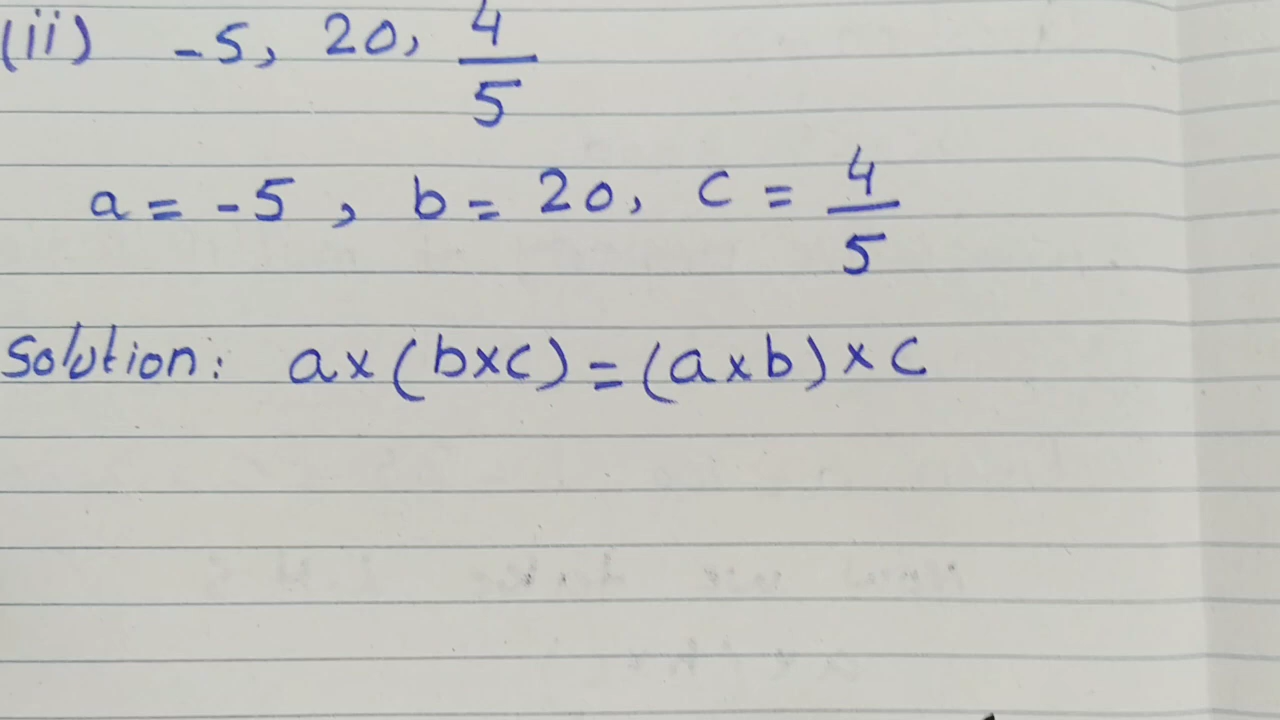 (ii) -5, 20, 4/5
a = -5, b = 20, c = 4/5
Solution: a×(b×c) = (a×b)×c